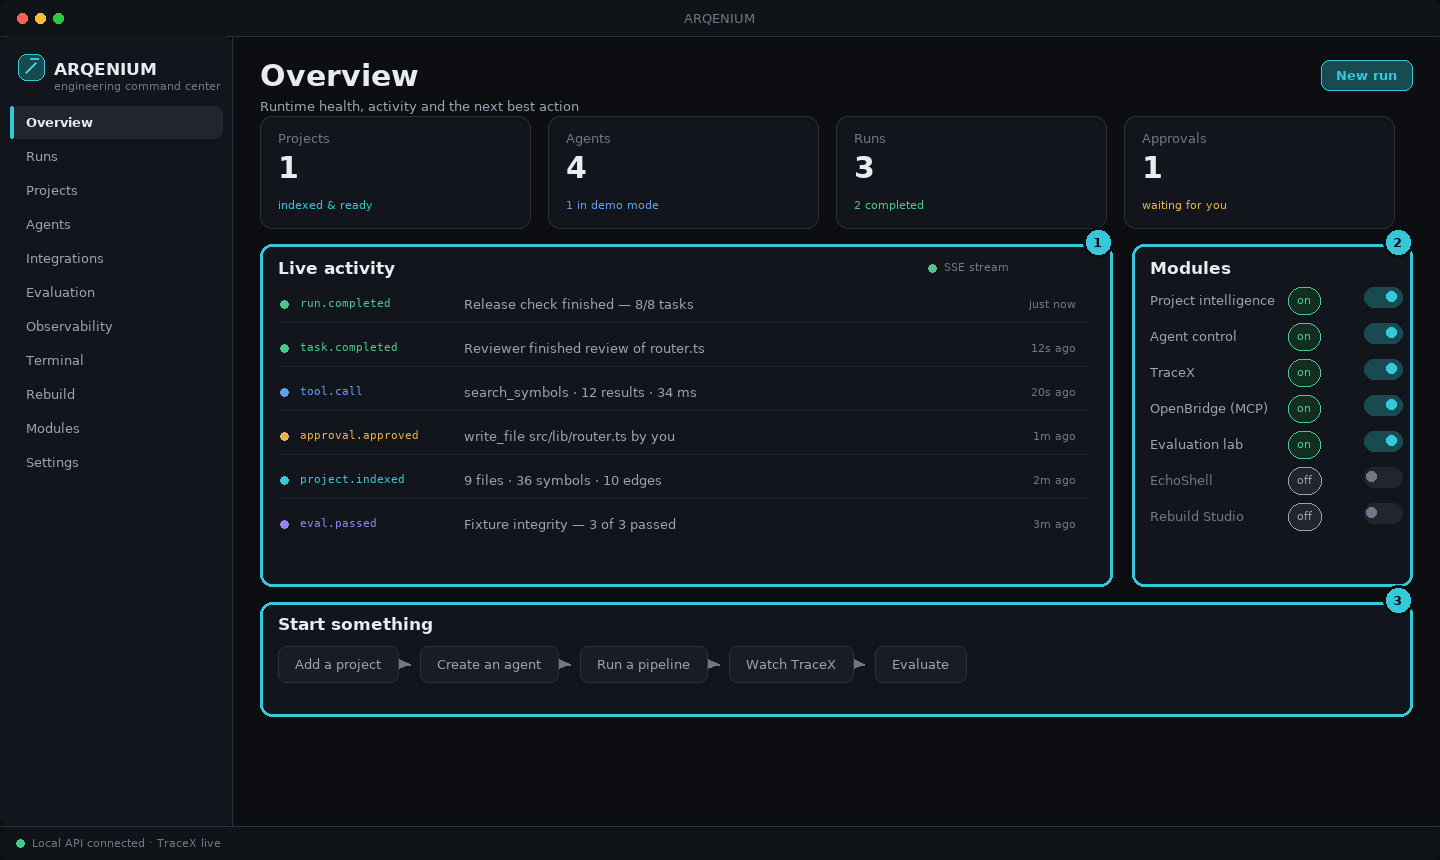 ARQENIUM
ARQENIUM
engineering command center
Overview
Runs
Projects
Agents
Integrations
Evaluation
Observability
Terminal
Rebuild
Modules
Settings
Overview
New run
Runtime health, activity and the next best action
Projects
1
indexed & ready
Agents
4
1 in demo mode
Runs
3
2 completed
Approvals
1
waiting for you
1
Live activity
SSE stream
run.completed Release check finished — 8/8 tasks just now
task.completed Reviewer finished review of router.ts 12s ago
tool.call search_symbols · 12 results · 34 ms 20s ago
approval.approved write_file src/lib/router.ts by you 1m ago
project.indexed 9 files · 36 symbols · 10 edges 2m ago
eval.passed Fixture integrity — 3 of 3 passed 3m ago
2
Modules
Project intelligence on
Agent control on
TraceX on
OpenBridge (MCP) on
Evaluation lab on
EchoShell off
Rebuild Studio off
3
Start something
Add a project Create an agent Run a pipeline Watch TraceX Evaluate
Local API connected · TraceX live